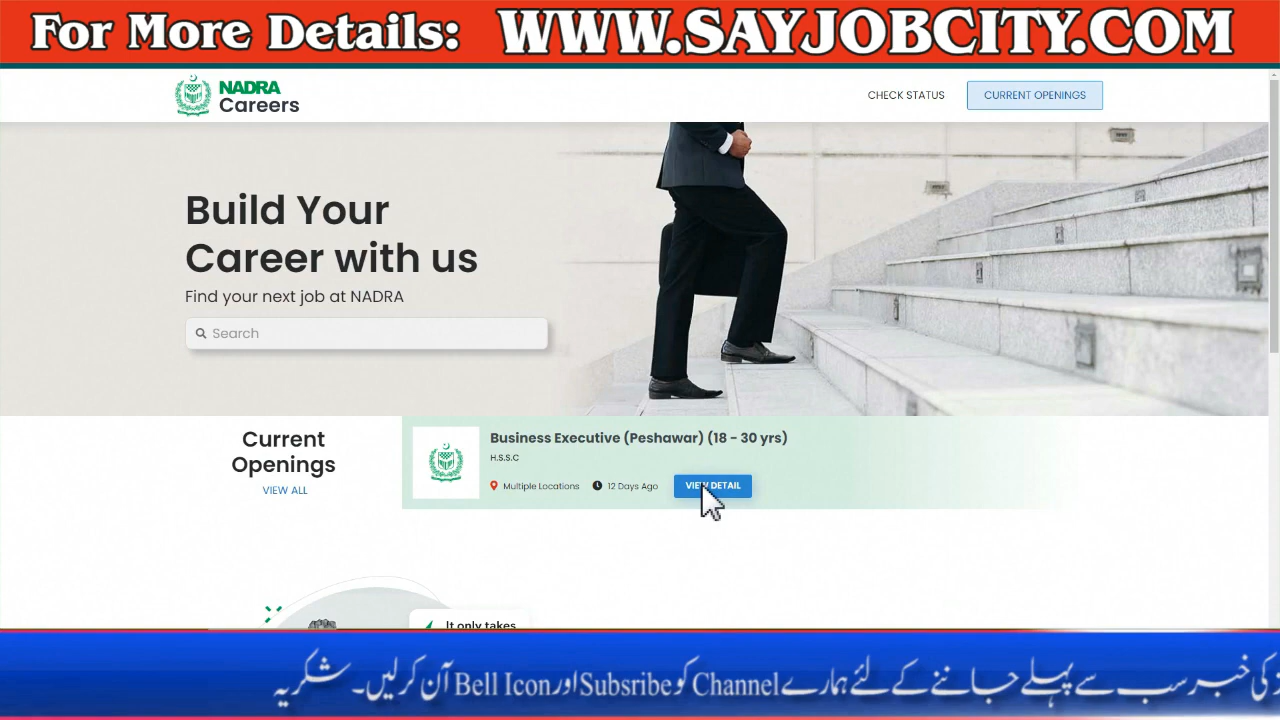 For More Details: WWW.SAYJOBCITY.COM
NADRA
Careers
CHECK STATUS
CURRENT OPENINGS
Build Your
Career with us
Find your next job at NADRA
Search
Current
Openings
VIEW ALL
Business Executive (Peshawar) (18 - 30 yrs)
H.S.S.C
Multiple Locations
12 Days Ago
VIEW DETAIL
It only takes
کی خبر سب سے پہلے جاننے کے لئے ہمارے Channel کو Subsribe اور Bell Icon آن کرلیں۔ شکریہ